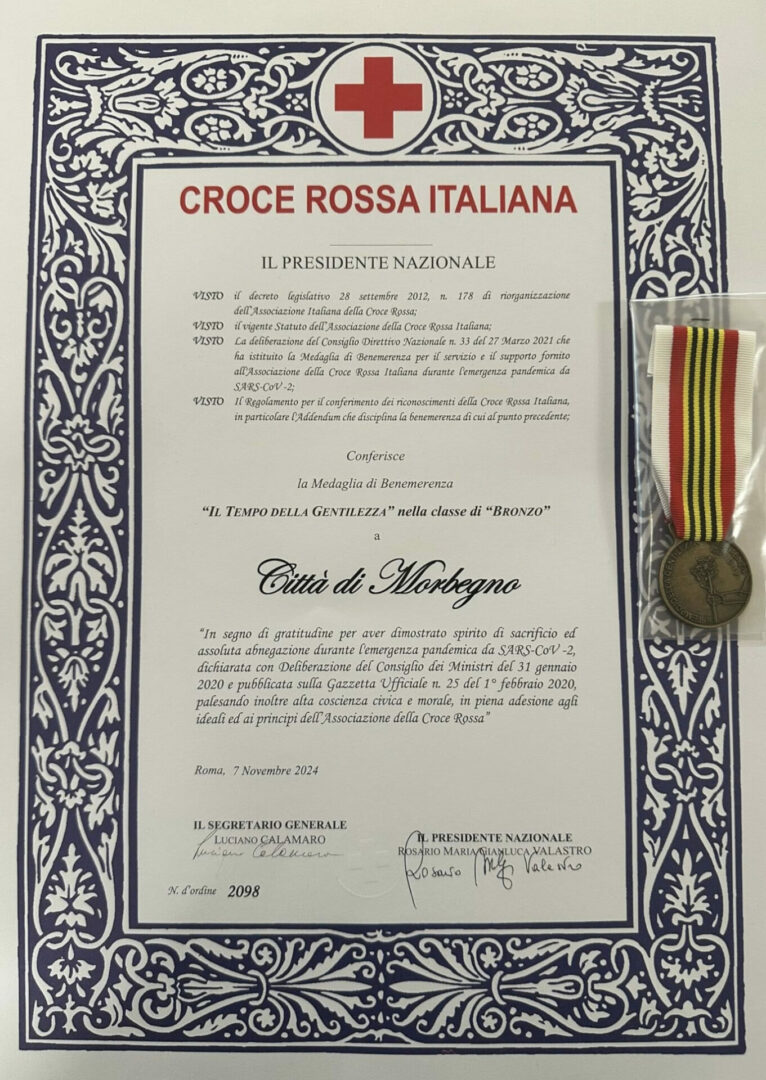 CROCE ROSSA ITALIANA
IL PRESIDENTE NAZIONALE
VISTO il decreto legislativo 28 settembre 2012, n. 178 di riorganizzazione
dell'Associazione Italiana della Croce Rossa;
VISTO il vigente Statuto dell'Associazione della Croce Rossa Italiana;
VISTO La deliberazione del Consiglio Direttivo Nazionale n. 33 del 27 Marzo 2021 che
ha istituito la Medaglia di Benemerenza per il servizio e il supporto fornito
all'Associazione della Croce Rossa Italiana durante l'emergenza pandemica da
SARS-CoV-2;
VISTO Il Regolamento per il conferimento dei riconoscimenti della Croce Rossa Italiana,
in particolare l'Addendum che disciplina la benemerenza di cui al punto precedente;
Conferisce
la Medaglia di Benemerenza
"IL TEMPO DELLA GENTILEZZA" nella classe di "BRONZO"
a
Città di Morbegno
"In segno di gratitudine per aver dimostrato spirito di sacrificio ed
assoluta abnegazione durante l'emergenza pandemica da SARS-CoV-2,
dichiarata con Deliberazione del Consiglio dei Ministri del 31 gennaio
2020 e pubblicata sulla Gazzetta Ufficiale n. 25 del 1° febbraio 2020,
palesando inoltre alta coscienza civica e morale, in piena adesione agli
ideali ed ai principi dell'Associazione della Croce Rossa"
Roma, 7 Novembre 2024
IL SEGRETARIO GENERALE
LUCIANO CALAMARO
Luciano Calamaro
IL PRESIDENTE NAZIONALE
ROSARIO MARIA GIANLUCA VALASTRO
Rosario Valastro
N. d'ordine 2098